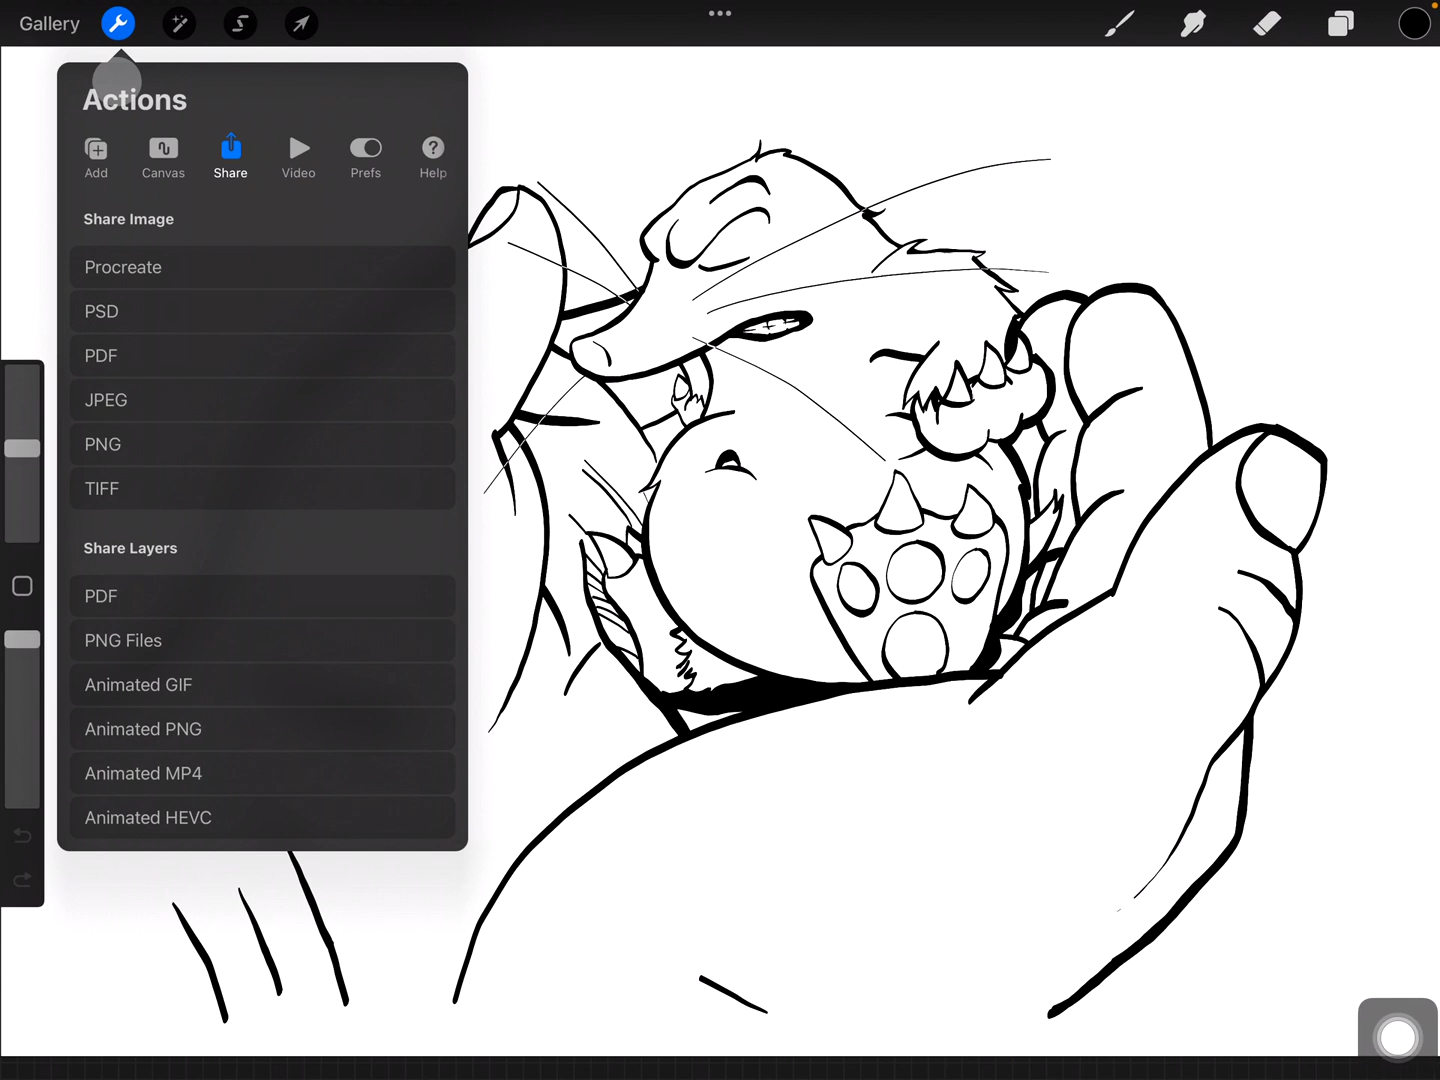 Gallery
Actions
Add Canvas Share Video Prefs Help
Share Image
Procreate
PSD
PDF
JPEG
PNG
TIFF
Share Layers
PDF
PNG Files
Animated GIF
Animated PNG
Animated MP4
Animated HEVC